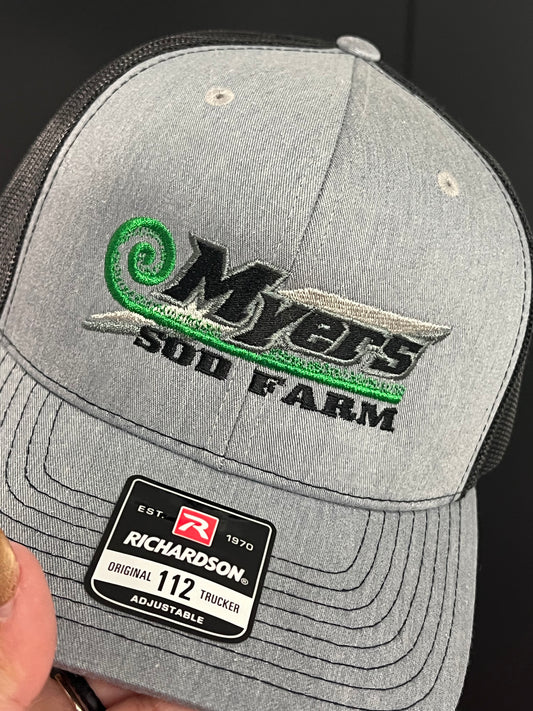 Myers
SOD FARM
EST. R 1970
RICHARDSON®
ORIGINAL 112 TRUCKER
ADJUSTABLE